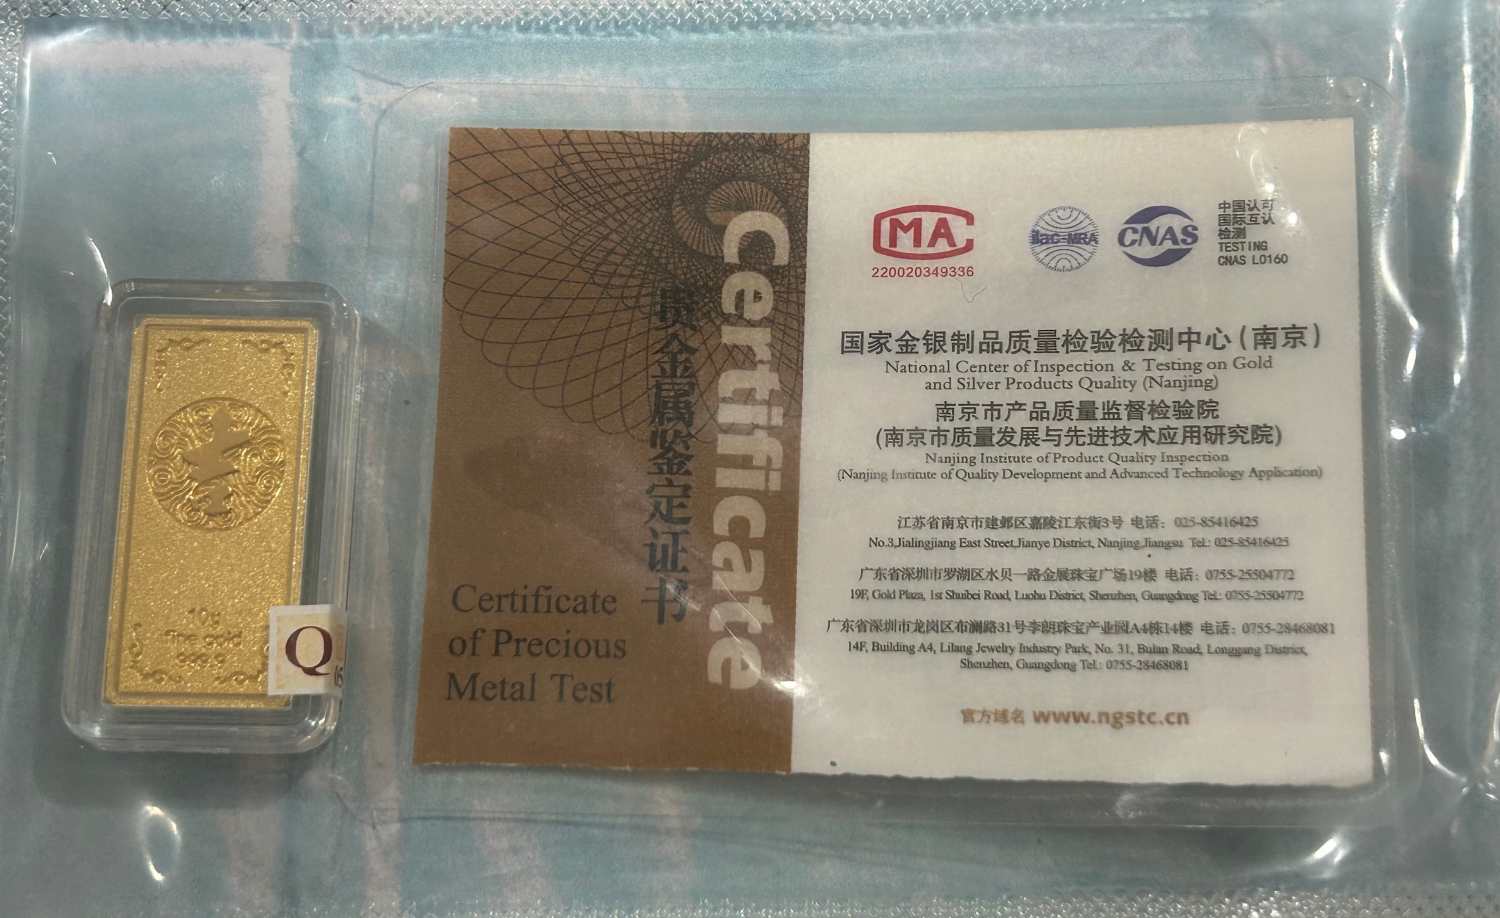 10g
fine gold
999.9
Q
Certificate
贵金属鉴定证书
Certificate
of Precious
Metal Test
MA
220020349336
ilac-MRA
CNAS
中国认可
国际互认
检测
TESTING
CNAS L0160
国家金银制品质量检验检测中心(南京)
National Center of Inspection & Testing on Gold
and Silver Products Quality (Nanjing)
南京市产品质量监督检验院
(南京市质量发展与先进技术应用研究院)
Nanjing Institute of Product Quality Inspection
(Nanjing Institute of Quality Development and Advanced Technology Application)
江苏省南京市建邺区嘉陵江东街3号 电话：025-85416425
No.3,Jialingjiang East Street,Jianye District, Nanjing,Jiangsu Tel.: 025-85416425
广东省深圳市罗湖区水贝一路金展珠宝广场19楼 电话：0755-25504772
19F, Gold Plaza, 1st Shuibei Road, Luohu District, Shenzhen, Guangdong Tel.: 0755-25504772
广东省深圳市龙岗区布澜路31号李朗珠宝产业园A4栋14楼 电话：0755-28468081
14F, Building A4, Lilang Jewelry Industry Park, No. 31, Bulan Road, Longgang District,
Shenzhen, Guangdong Tel.: 0755-28468081
官方域名 www.ngstc.cn